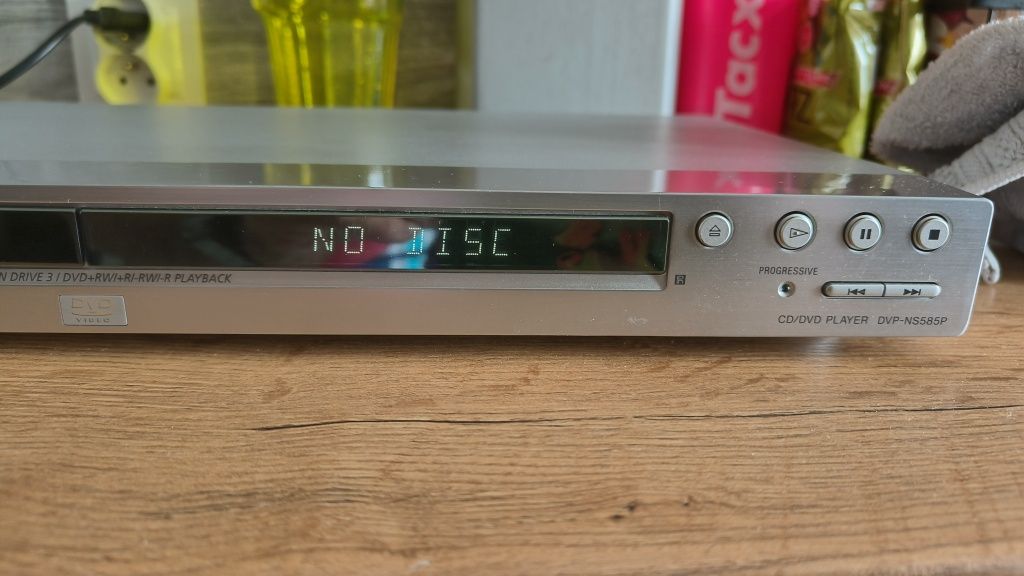 Tacx
NO DISC
N DRIVE 3 / DVD+RW/+R/-RW/-R PLAYBACK
DVD
VIDEO
PROGRESSIVE
CD/DVD PLAYER DVP-NS585P